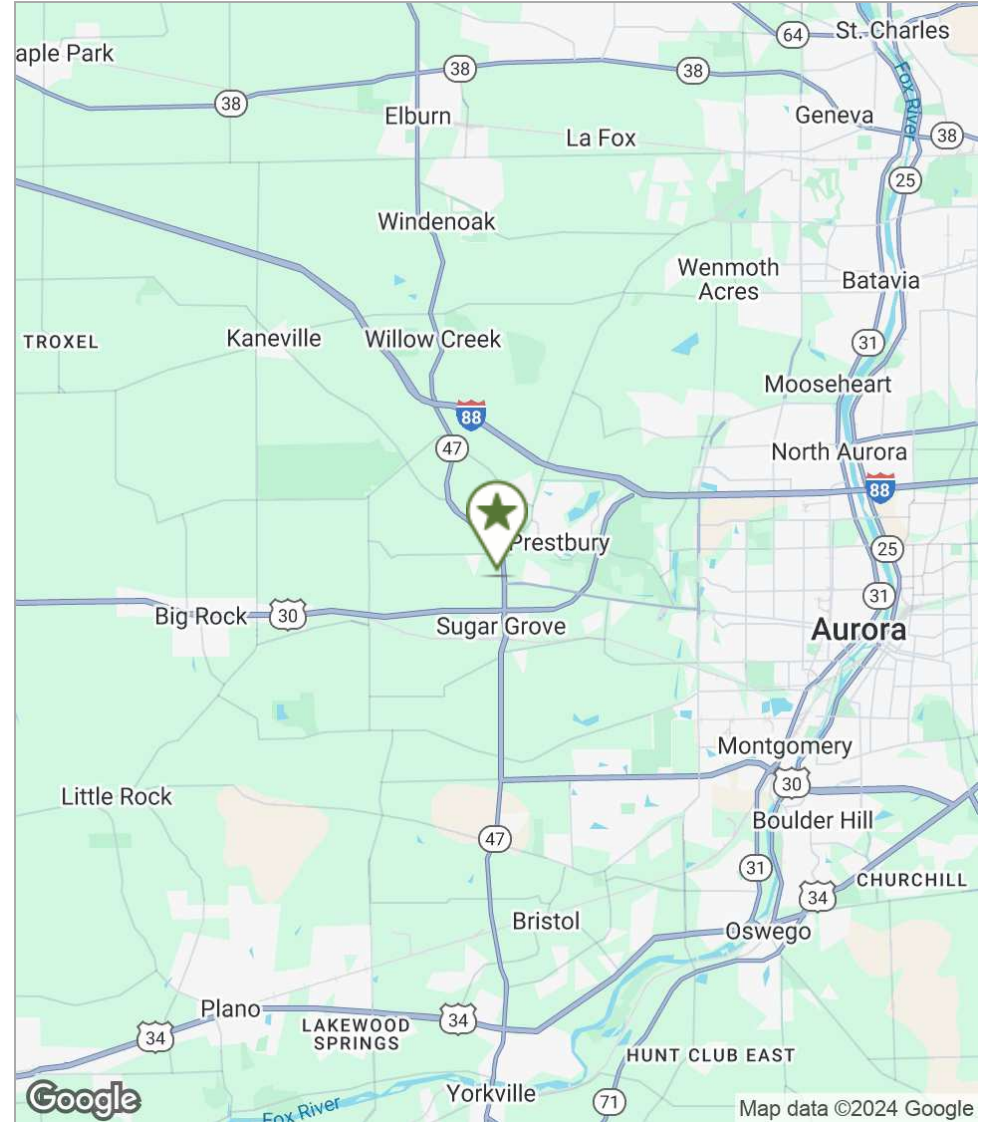 64
St. Charles
aple Park
38
38
38
Elburn
Geneva
Fox River
La Fox
38
25
Windenoak
Wenmoth
Acres
Batavia
TROXEL
Kaneville
Willow Creek
31
Mooseheart
88
47
North Aurora
88
Prestbury
25
31
Big Rock
30
Sugar Grove
Aurora
Montgomery
30
Little Rock
Boulder Hill
47
31
CHURCHILL
34
Bristol
Oswego
Plano
34
LAKEWOOD
SPRINGS
34
HUNT CLUB EAST
Yorkville
71
Google
Fox River
Map data ©2024 Google